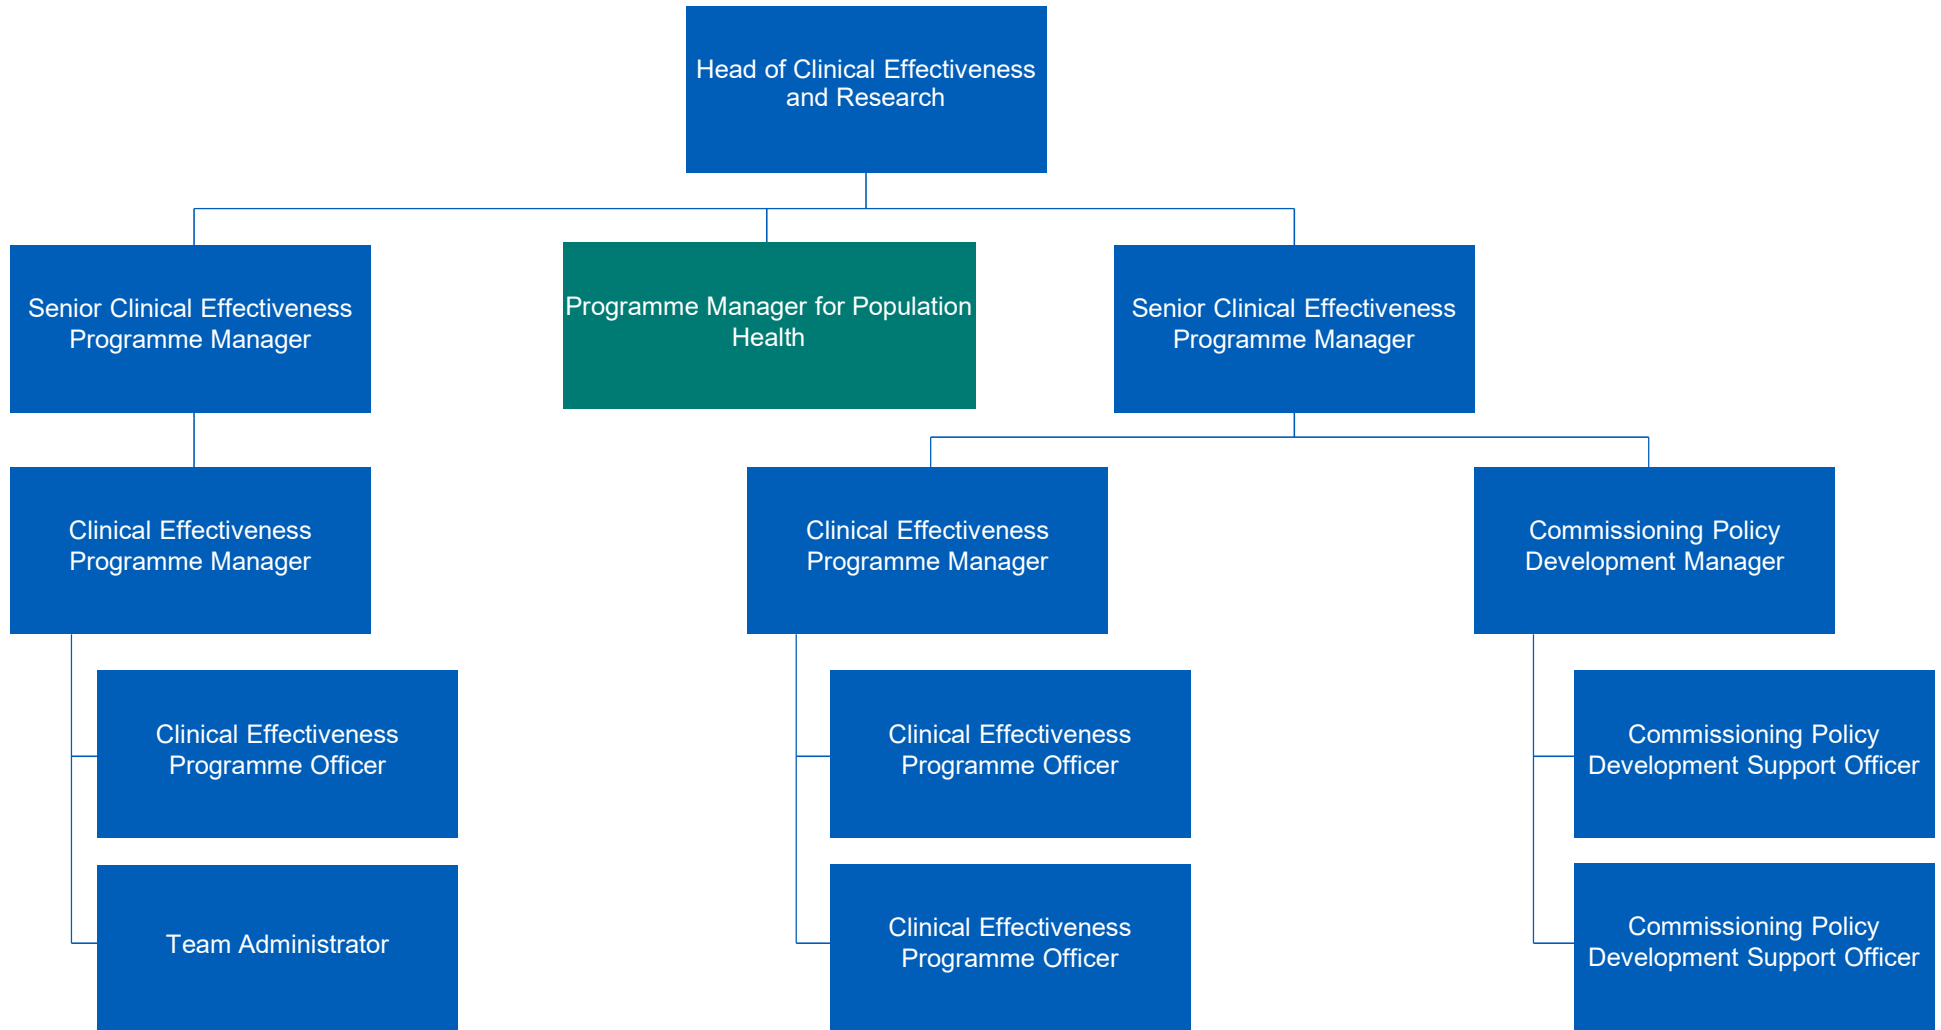 Head of Clinical Effectiveness
and Research
Senior Clinical Effectiveness
Programme Manager
Programme Manager for Population
Health
Senior Clinical Effectiveness
Programme Manager
Clinical Effectiveness
Programme Manager
Clinical Effectiveness
Programme Manager
Commissioning Policy
Development Manager
Clinical Effectiveness
Programme Officer
Clinical Effectiveness
Programme Officer
Commissioning Policy
Development Support Officer
Team Administrator
Clinical Effectiveness
Programme Officer
Commissioning Policy
Development Support Officer